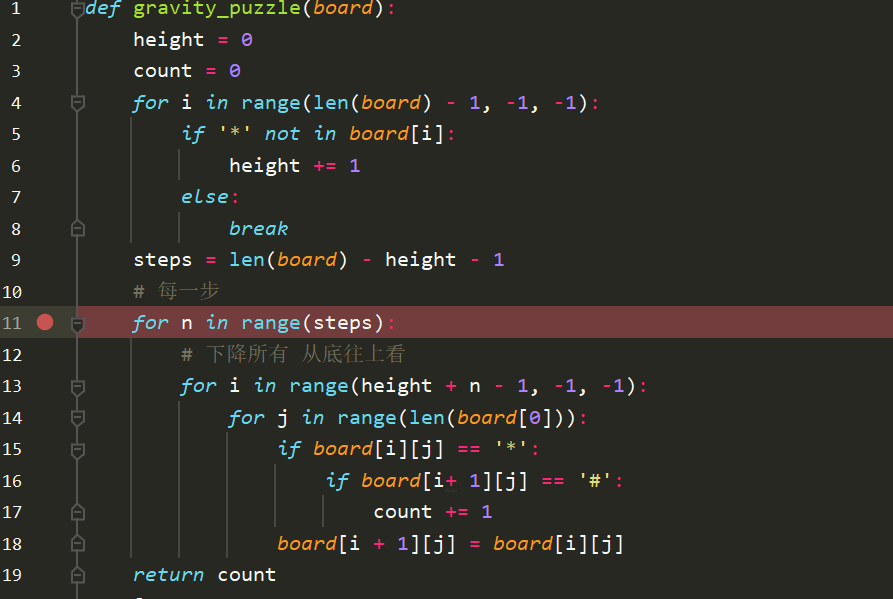 1 def gravity_puzzle(board):
2 height = 0
3 count = 0
4 for i in range(len(board) - 1, -1, -1):
5 if '*' not in board[i]:
6 height += 1
7 else:
8 break
9 steps = len(board) - height - 1
10 # 每一步
11 for n in range(steps):
12 # 下降所有 从底往上看
13 for i in range(height + n - 1, -1, -1):
14 for j in range(len(board[0])):
15 if board[i][j] == '*':
16 if board[i+ 1][j] == '#':
17 count += 1
18 board[i + 1][j] = board[i][j]
19 return count